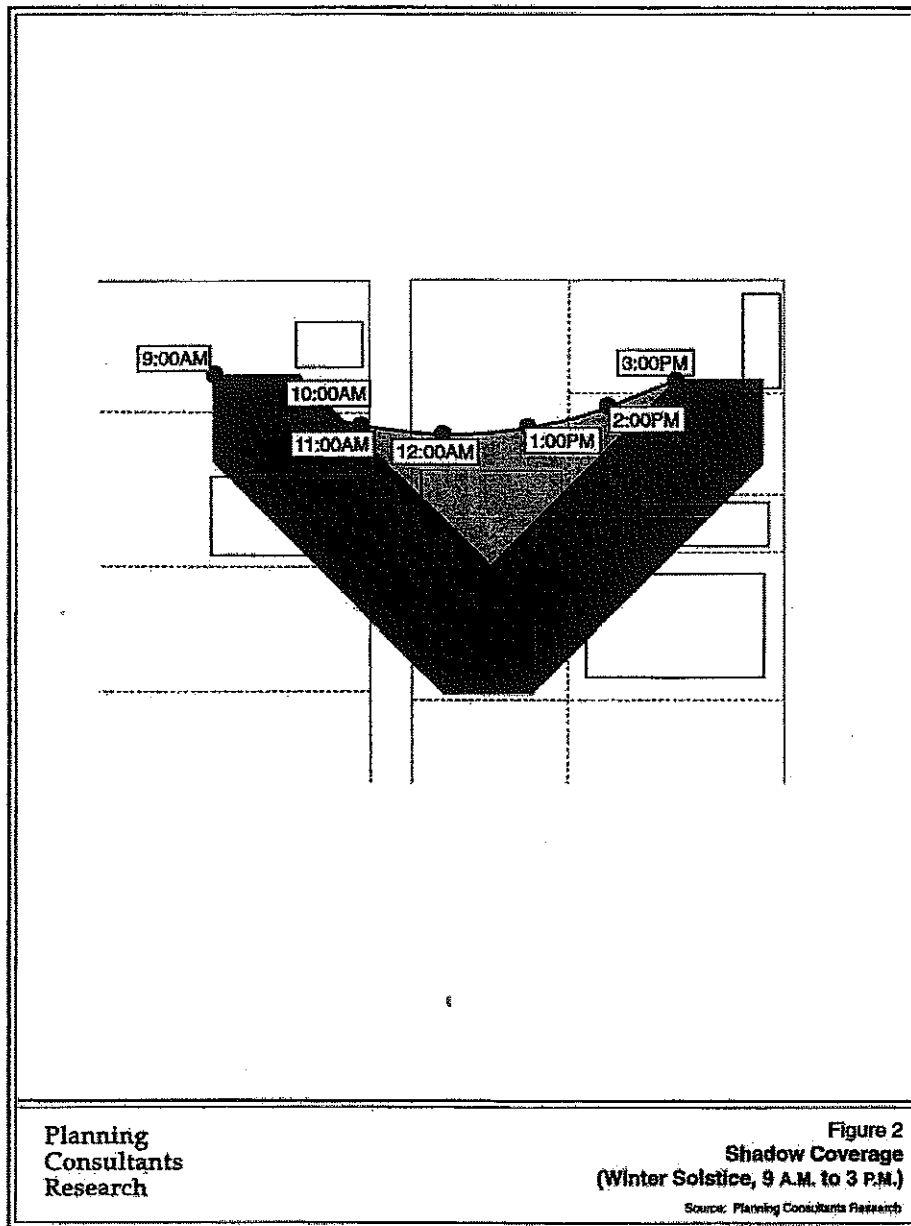 9:00AM
10:00AM
11:00AM
12:00AM
1:00PM
2:00PM
3:00PM
Planning
Consultants
Research
Figure 2
Shadow Coverage
(Winter Solstice, 9 A.M. to 3 P.M.)
Source: Planning Consultants Research